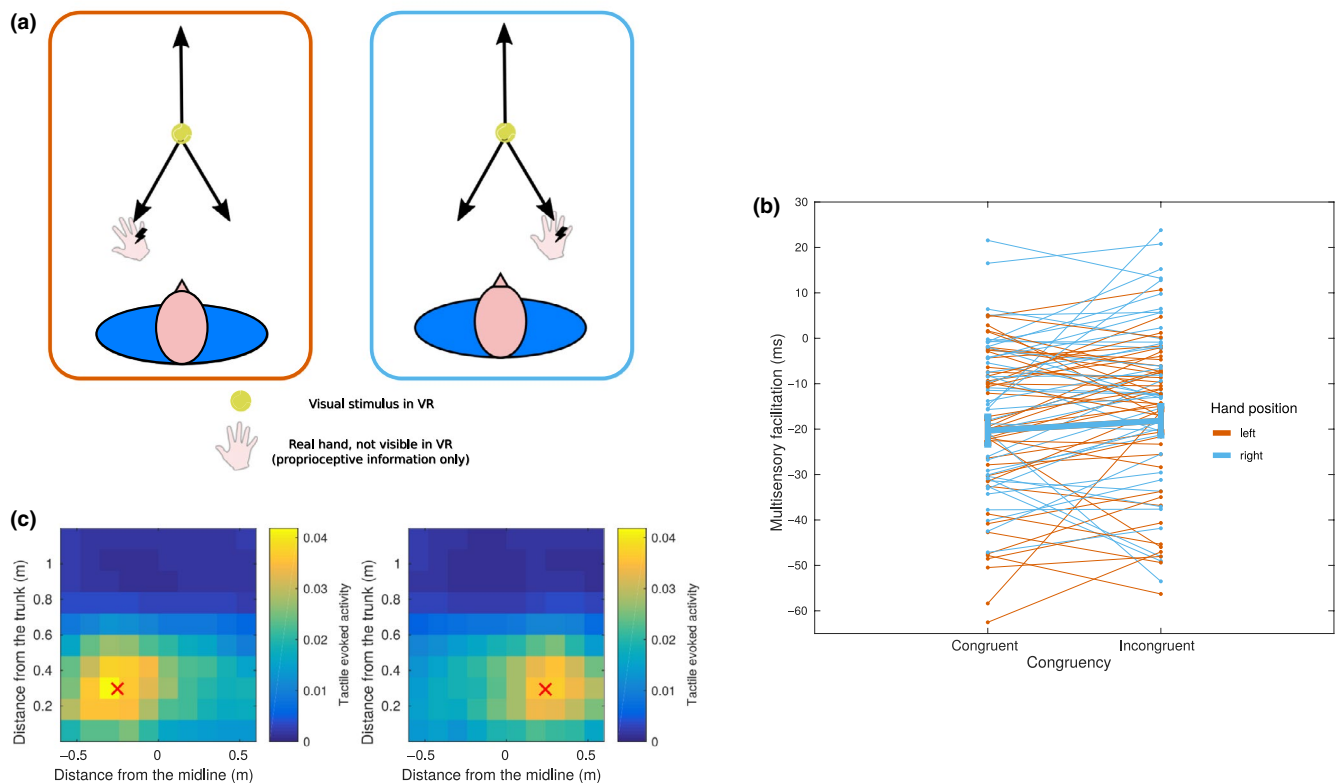 (a)
Visual stimulus in VR
Real hand, not visible in VR
(proprioceptive information only)
(b)
Multisensory facilitation (ms)
30
20
10
0
−10
−20
−30
−40
−50
−60
Congruent
Incongruent
Congruency
Hand position
left
right
(c)
Distance from the trunk (m)
1
0.8
0.6
0.4
0.2
−0.5
0
0.5
Distance from the midline (m)
0.04
0.03
0.02
0.01
0
Tactile evoked activity
Distance from the trunk (m)
1
0.8
0.6
0.4
0.2
−0.5
0
0.5
Distance from the midline (m)
0.04
0.03
0.02
0.01
0
Tactile evoked activity